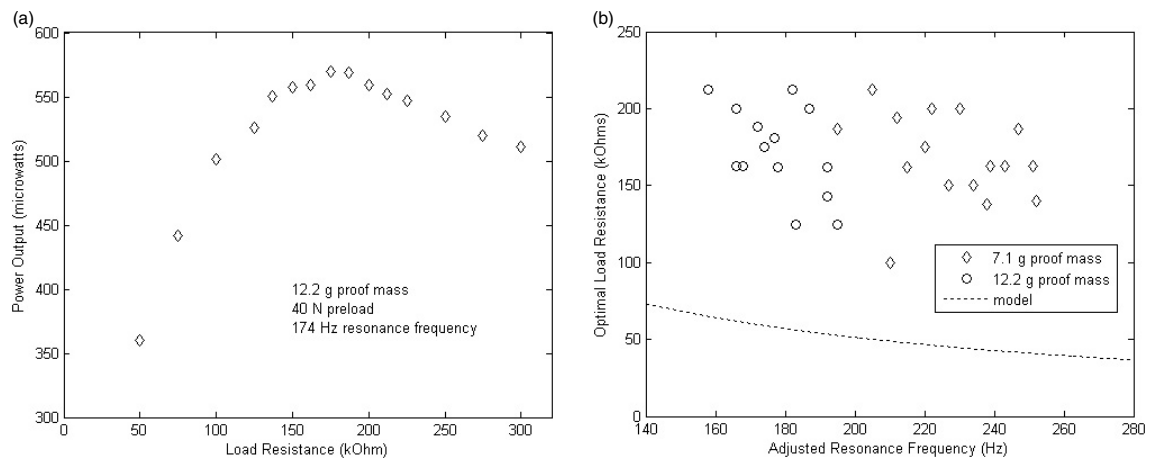 (a)
600
550
500
450
400
350
300
Power Output (microwatts)
12.2 g proof mass
40 N preload
174 Hz resonance frequency
0 50 100 150 200 250 300
Load Resistance (kOhm)
(b)
250
200
150
100
50
0
Optimal Load Resistance (kOhms)
7.1 g proof mass
12.2 g proof mass
model
140 160 180 200 220 240 260 280
Adjusted Resonance Frequency (Hz)